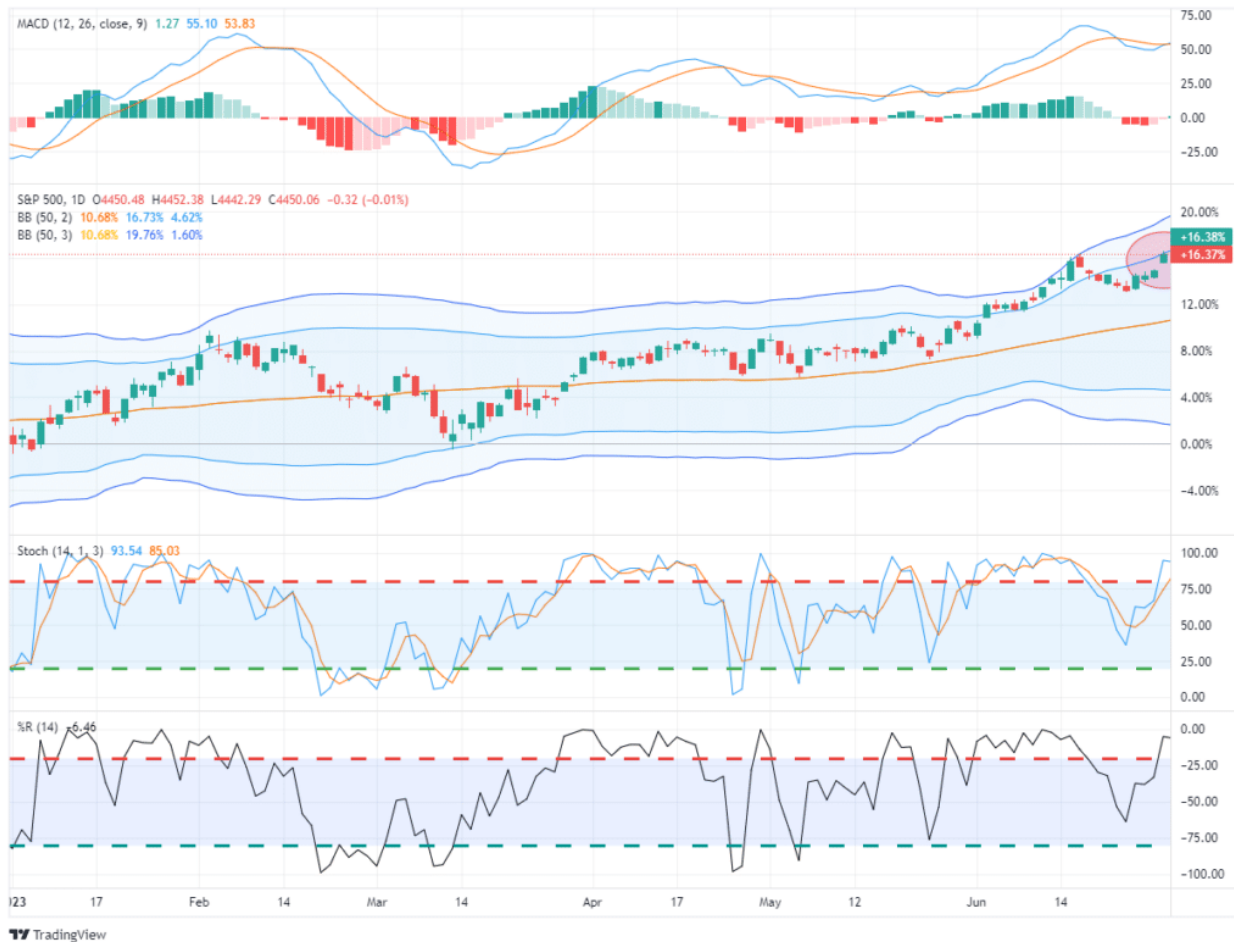 MACD (12, 26, close, 9) 1.27 55.10 53.83
75.00
50.00
25.00
0.00
−25.00
S&P 500, 1D O4450.48 H4452.38 L4442.29 C4450.06 −0.32 (−0.01%)
BB (50, 2) 10.68% 16.73% 4.62%
BB (50, 3) 10.68% 19.76% 1.60%
20.00%
+16.38%
+16.37%
12.00%
8.00%
4.00%
0.00%
−4.00%
Stoch (14, 1, 3) 93.54 85.03
100.00
75.00
50.00
25.00
0.00
%R (14) −6.46
0.00
−25.00
−50.00
−75.00
−100.00
023 17 Feb 14 Mar 14 Apr 17 May 12 Jun 14
TradingView